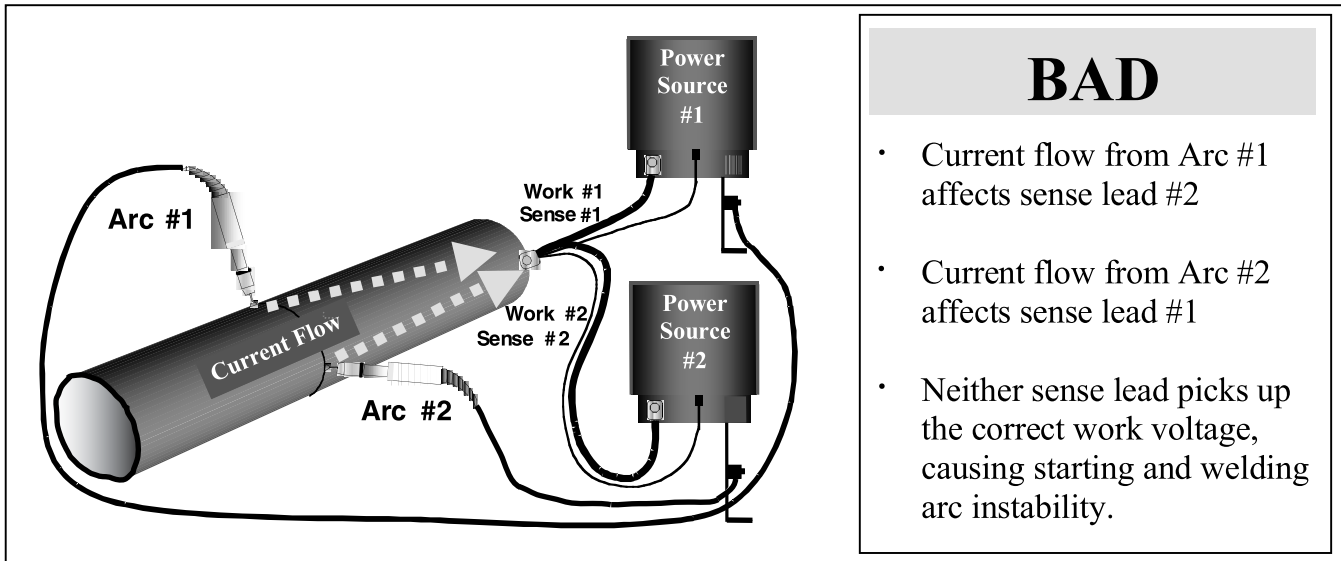 Power
Source
#1
Arc #1
Work #1
Sense #1
Current Flow
Work #2
Sense #2
Power
Source
#2
Arc #2
BAD
· Current flow from Arc #1
affects sense lead #2
· Current flow from Arc #2
affects sense lead #1
· Neither sense lead picks up
the correct work voltage,
causing starting and welding
arc instability.